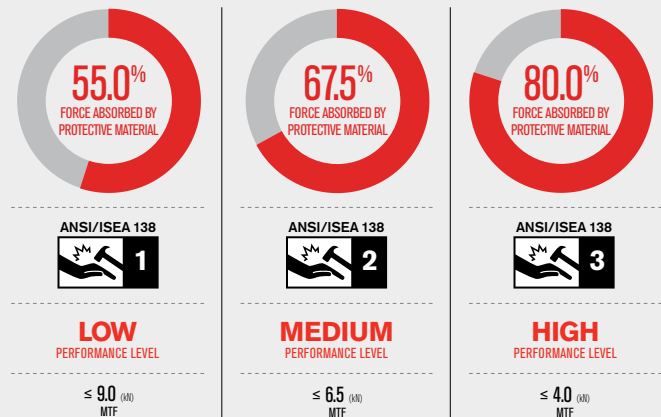 55.0%
FORCE ABSORBED BY
PROTECTIVE MATERIAL
ANSI/ISEA 138
1
LOW
PERFORMANCE LEVEL
≤ 9.0 (kN)
MTF
67.5%
FORCE ABSORBED BY
PROTECTIVE MATERIAL
ANSI/ISEA 138
2
MEDIUM
PERFORMANCE LEVEL
≤ 6.5 (kN)
MTF
80.0%
FORCE ABSORBED BY
PROTECTIVE MATERIAL
ANSI/ISEA 138
3
HIGH
PERFORMANCE LEVEL
≤ 4.0 (kN)
MTF